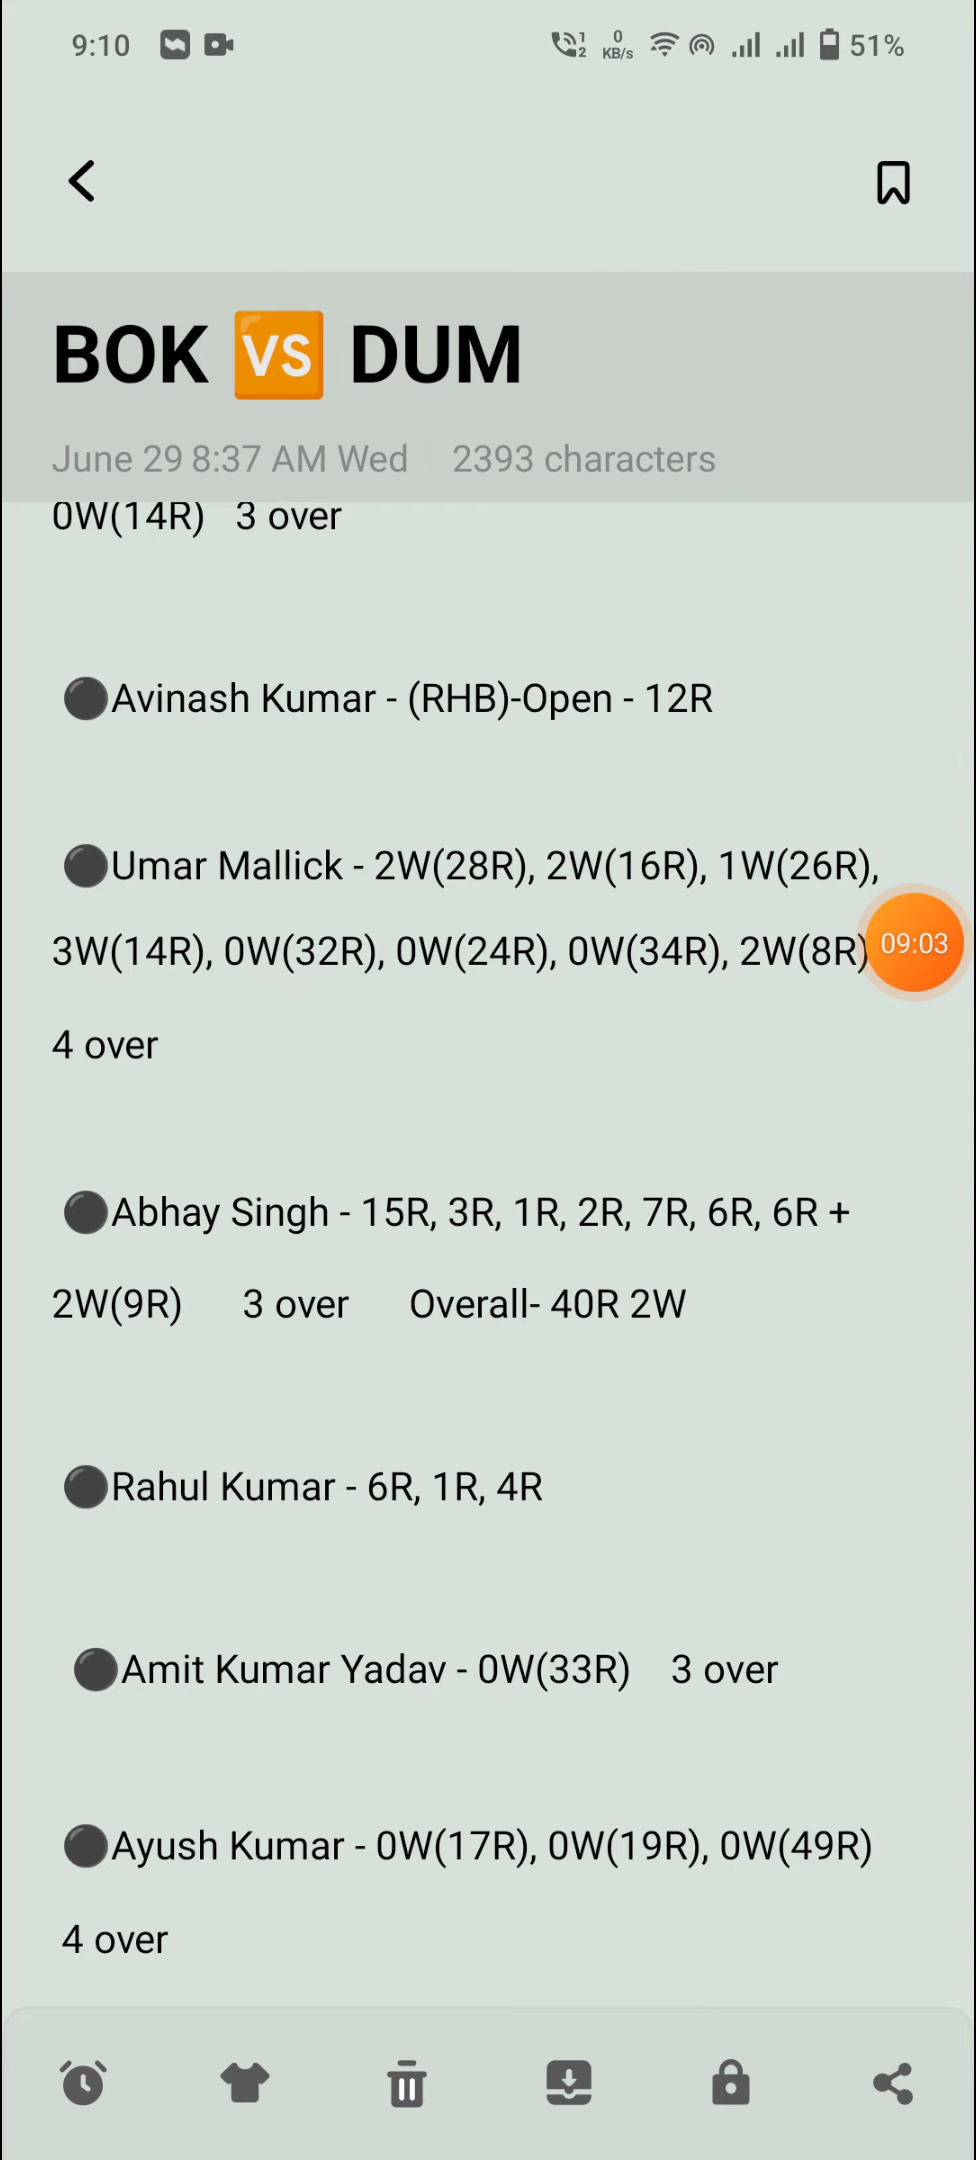 9:10
1 2
0 KB/s
51%
BOK VS DUM
June 29 8:37 AM Wed 2393 characters
0W(14R) 3 over
Avinash Kumar - (RHB)-Open - 12R
Umar Mallick - 2W(28R), 2W(16R), 1W(26R),
3W(14R), 0W(32R), 0W(24R), 0W(34R), 2W(8R)
09:03
4 over
Abhay Singh - 15R, 3R, 1R, 2R, 7R, 6R, 6R +
2W(9R) 3 over Overall- 40R 2W
Rahul Kumar - 6R, 1R, 4R
Amit Kumar Yadav - 0W(33R) 3 over
Ayush Kumar - 0W(17R), 0W(19R), 0W(49R)
4 over